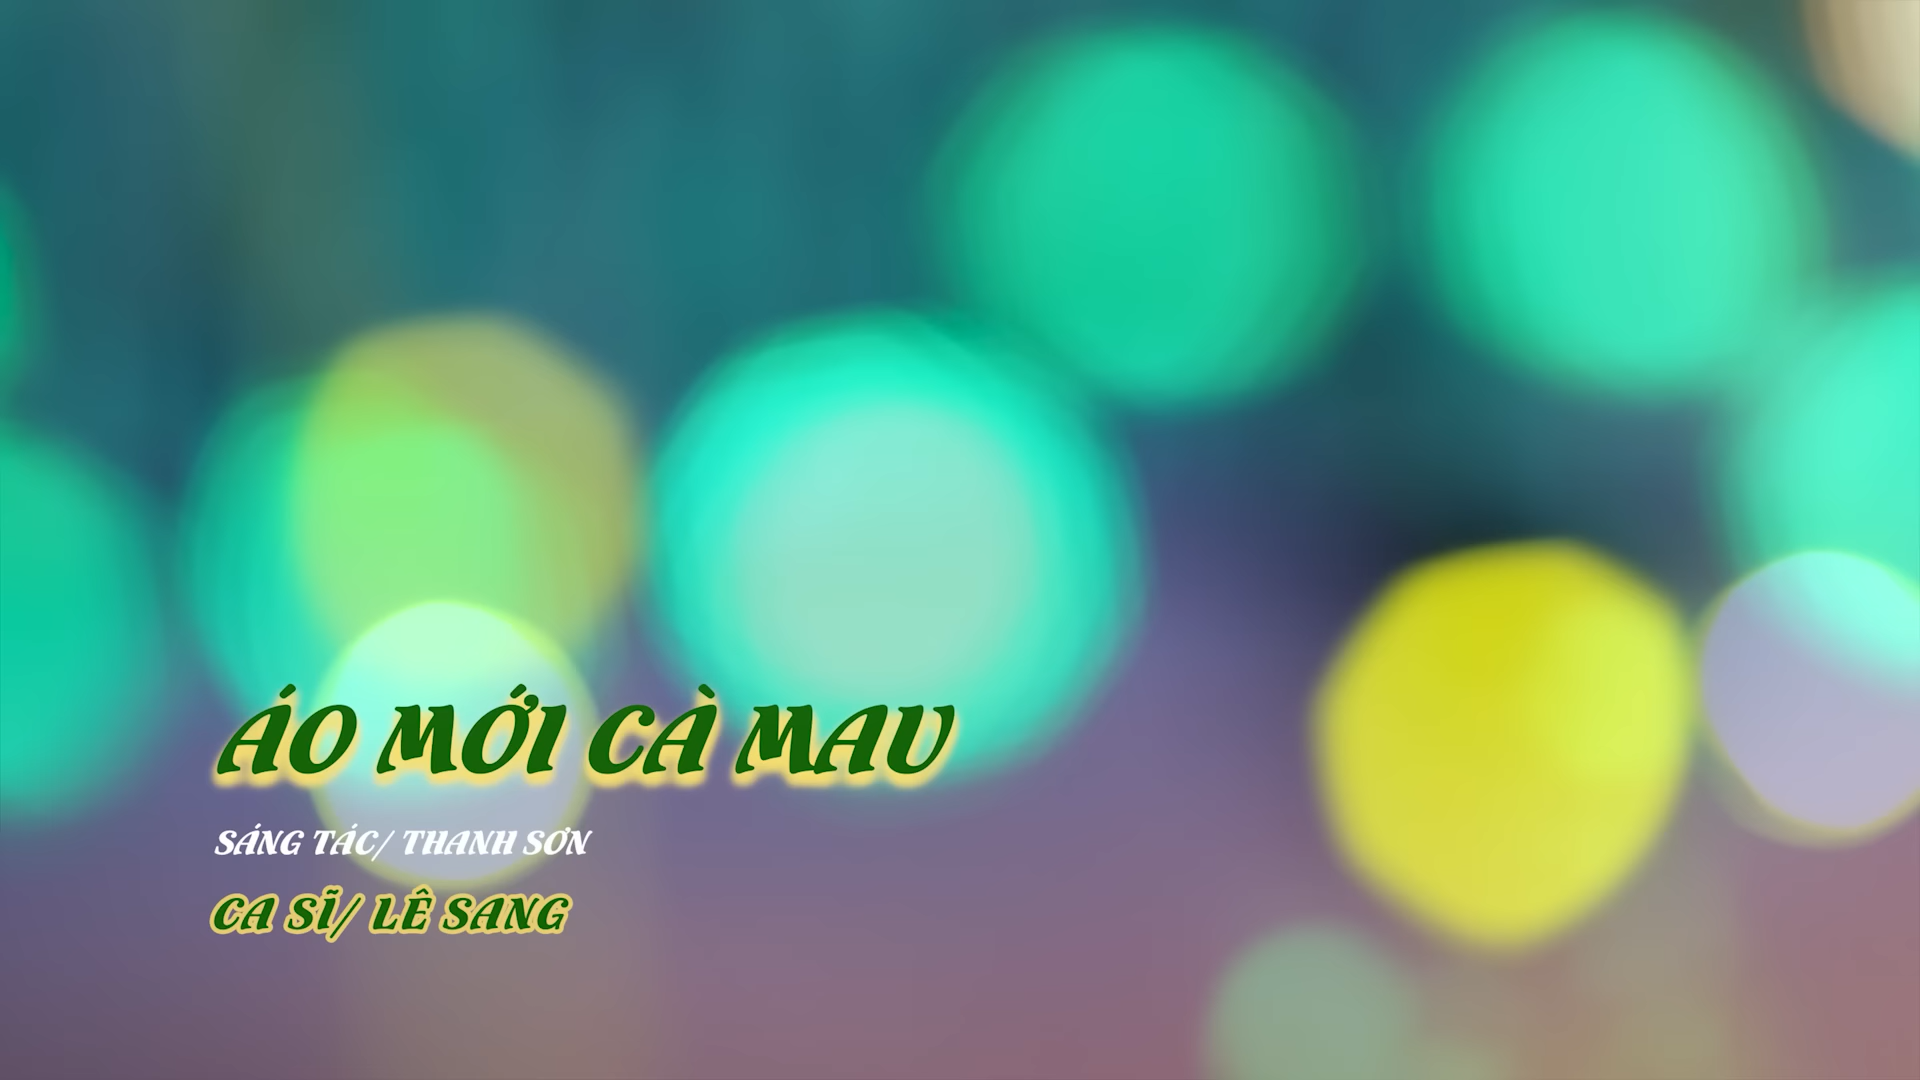 ÁO MỚI CÀ MAU
SÁNG TÁC/ THANH SƠN
CA SĨ/ LÊ SANG